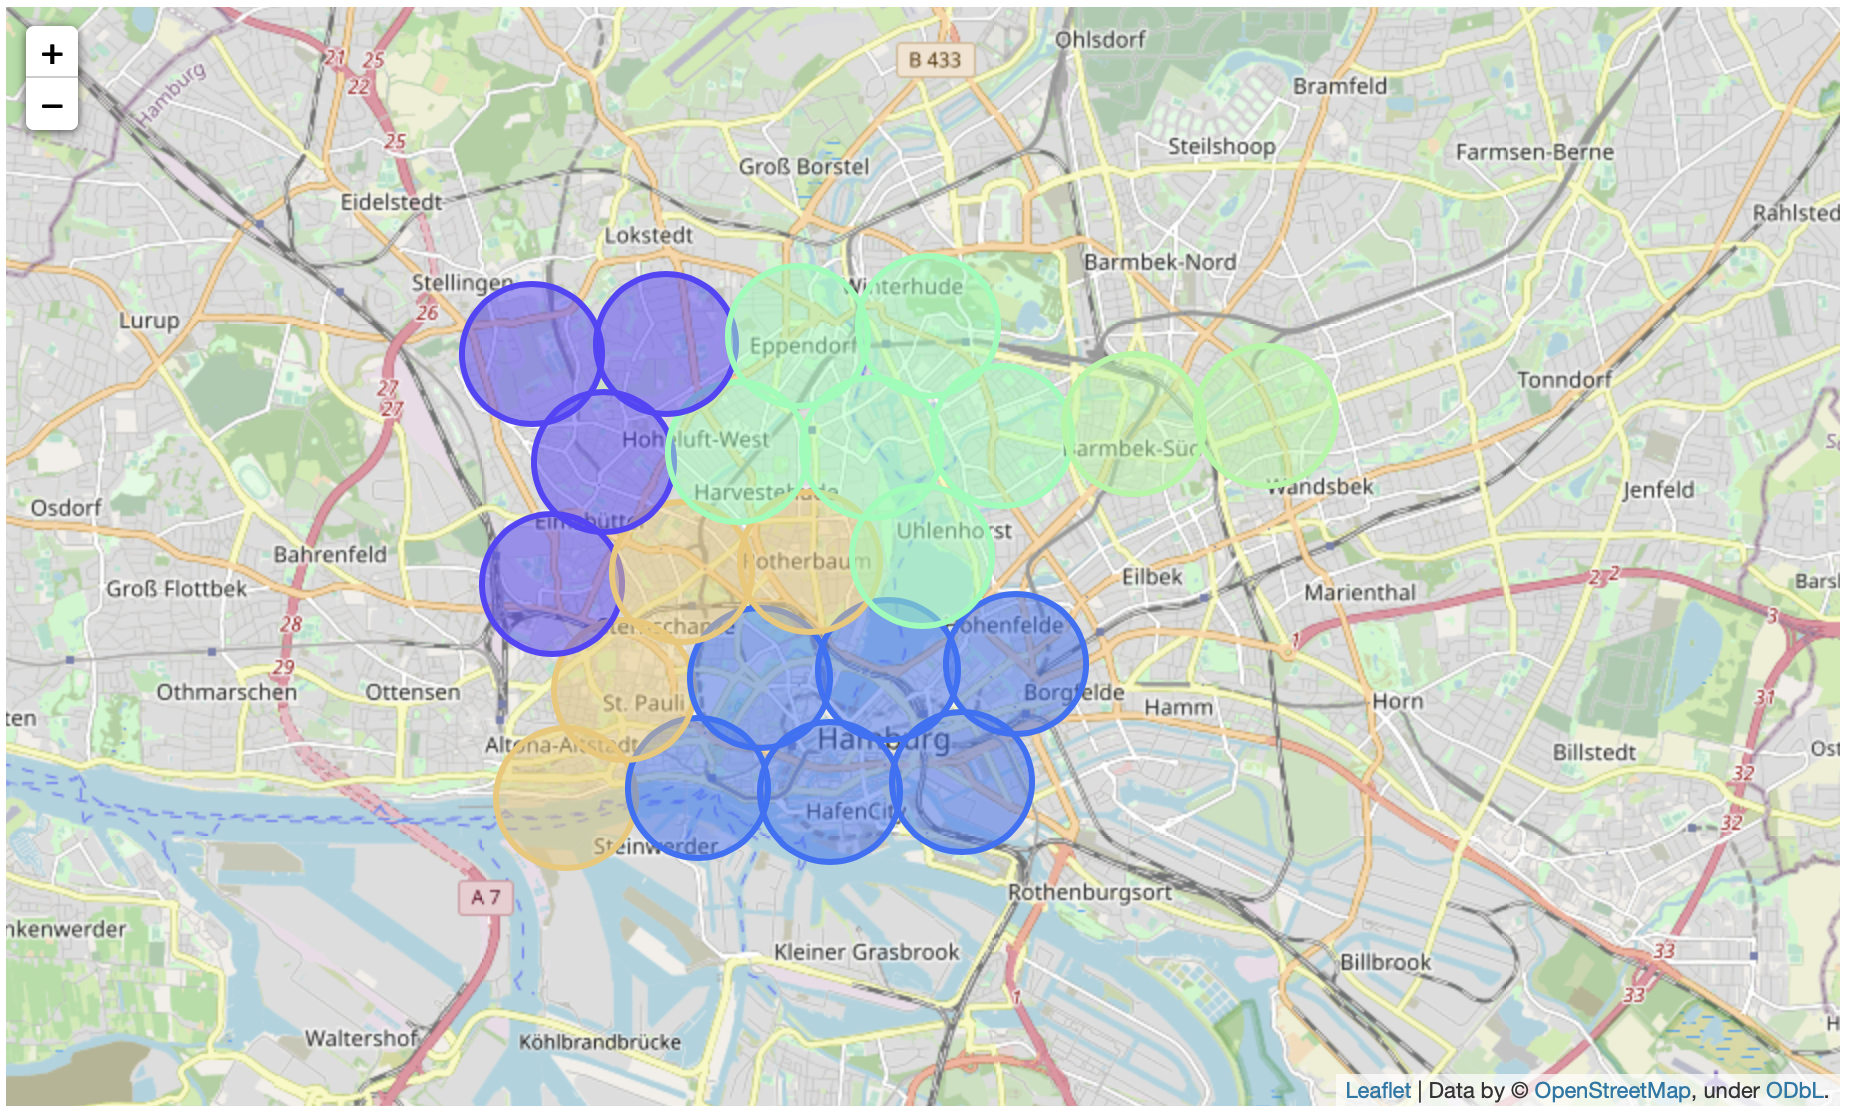 +
−
Ohlsdorf
21
25
B 433
22
Bramfeld
Hamburg
25
Steilshoop
Farmsen-Berne
Groß Borstel
Eidelstedt
Rahlsted
Lokstedt
Barmbek-Nord
Stellingen
Winterhude
26
Lurup
Eppendorf
Tonndorf
27
27
Hoheluft-West
Barmbek-Süd
Harvestehude
Wandsbek
Jenfeld
Osdorf
Eimsbüttel
Uhlenhorst
Bahrenfeld
Rotherbaum
Eilbek
2
2
Barsb
Groß Flottbek
Marienthal
3
28
Sternschanze
Hohenfelde
1
29
Othmarschen
Ottensen
St. Pauli
Borgfelde
Hamm
Horn
31
ten
Altona-Altstadt
Hamburg
Billstedt
Ost
32
HafenCity
32
Steinwerder
A 7
Rothenburgsort
nkenwerder
Kleiner Grasbrook
33
Billbrook
1
33
Waltershof
Köhlbrandbrücke
H
Leaflet | Data by © OpenStreetMap, under ODbL.